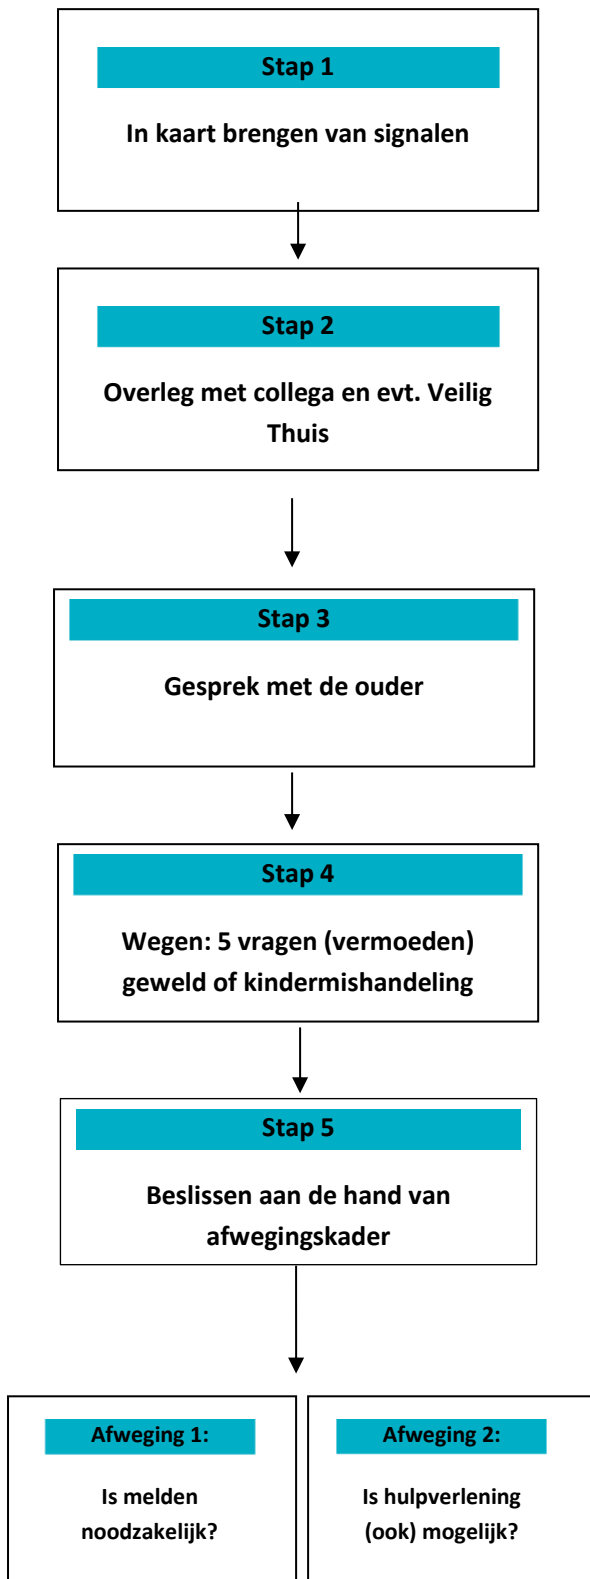 Stap 1
In kaart brengen van signalen
Stap 2
Overleg met collega en evt. Veilig
Thuis
Stap 3
Gesprek met de ouder
Stap 4
Wegen: 5 vragen (vermoeden)
geweld of kindermishandeling
Stap 5
Beslissen aan de hand van
afwegingskader
Afweging 1:
Is melden
noodzakelijk?
Afweging 2:
Is hulpverlening
(ook) mogelijk?